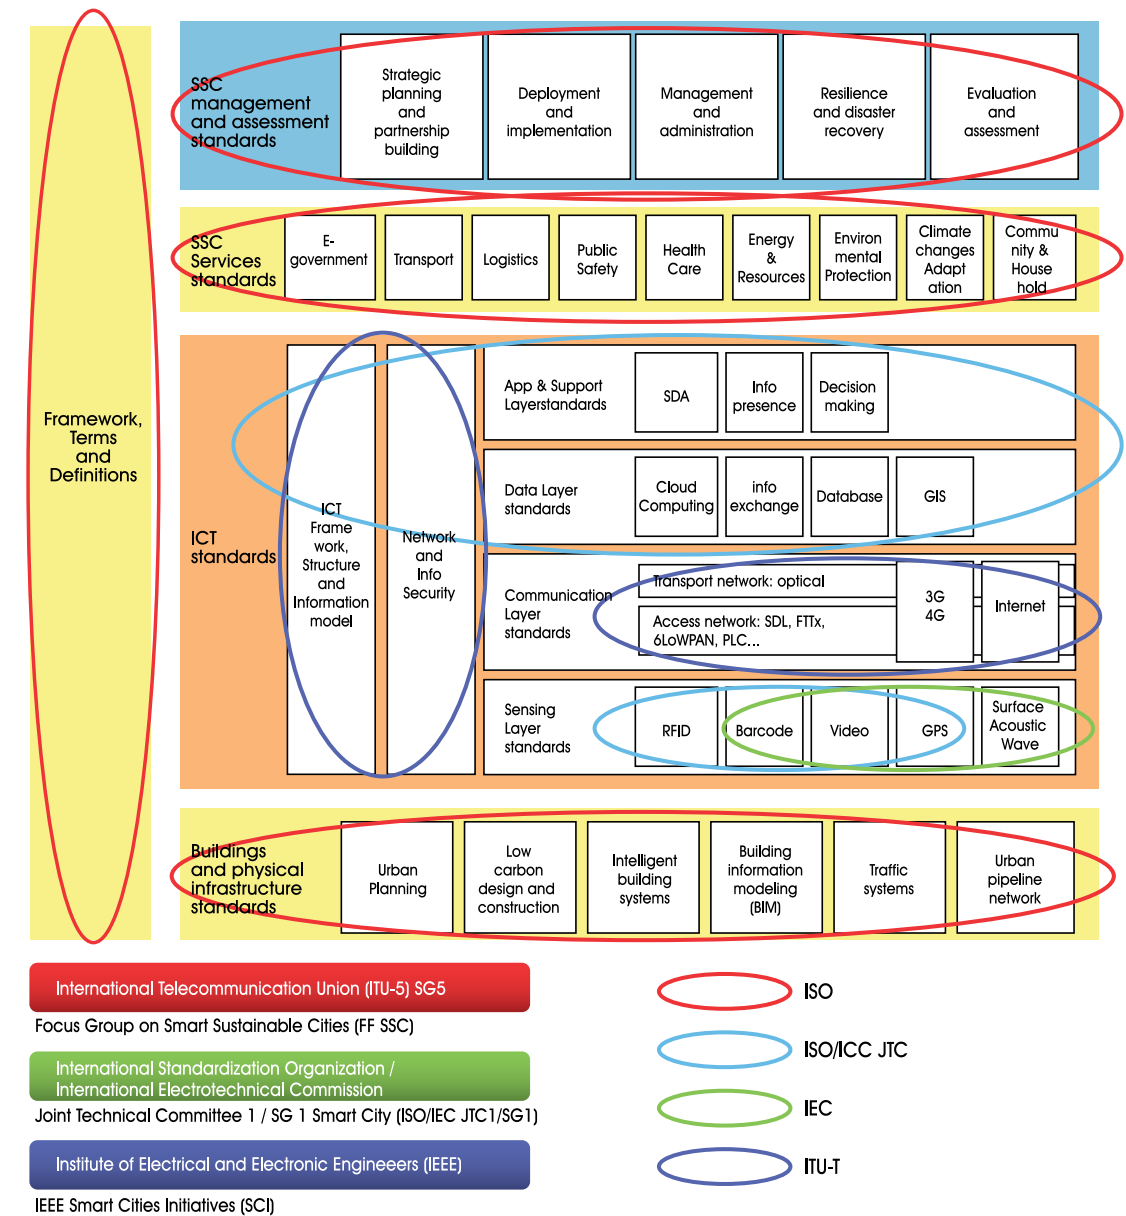 SSC
management
and assessment
standards
Strategic
planning
and
partnership
building
Deployment
and
implementation
Management
and
administration
Resilience
and disaster
recovery
Evaluation
and
assessment
SSC
Services
standards
E-
government
Transport
Logistics
Public
Safety
Health
Care
Energy
&
Resources
Environ
mental
Protection
Climate
changes
Adapt
ation
Commu
nity &
House
hold
Framework,
Terms
and
Definitions
ICT
standards
ICT
Frame
work,
Structure
and
Information
model
Network
and
Info
Security
App & Support
Layerstandards
SDA
Info
presence
Decision
making
Data Layer
standards
Cloud
Computing
info
exchange
Database
GIS
Communication
Layer
standards
Transport network: optical
Access network: SDL, FTTx,
6LoWPAN, PLC...
3G
4G
Internet
Sensing
Layer
standards
RFID
Barcode
Video
GPS
Surface
Acoustic
Wave
Buildings
and physical
infrastructure
standards
Urban
Planning
Low
carbon
design and
construction
Intelligent
building
systems
Building
information
modeling
(BIM)
Traffic
systems
Urban
pipeline
network
International Telecommunication Union (ITU-5) SG5
Focus Group on Smart Sustainable Cities (FF SSC)
International Standardization Organization /
International Electrotechnical Commission
Joint Technical Committee 1 / SG 1 Smart City (ISO/IEC JTC1/SG1)
Institute of Electrical and Electronic Engineeers (IEEE)
IEEE Smart Cities Initiatives (SCI)
ISO
ISO/ICC JTC
IEC
ITU-T